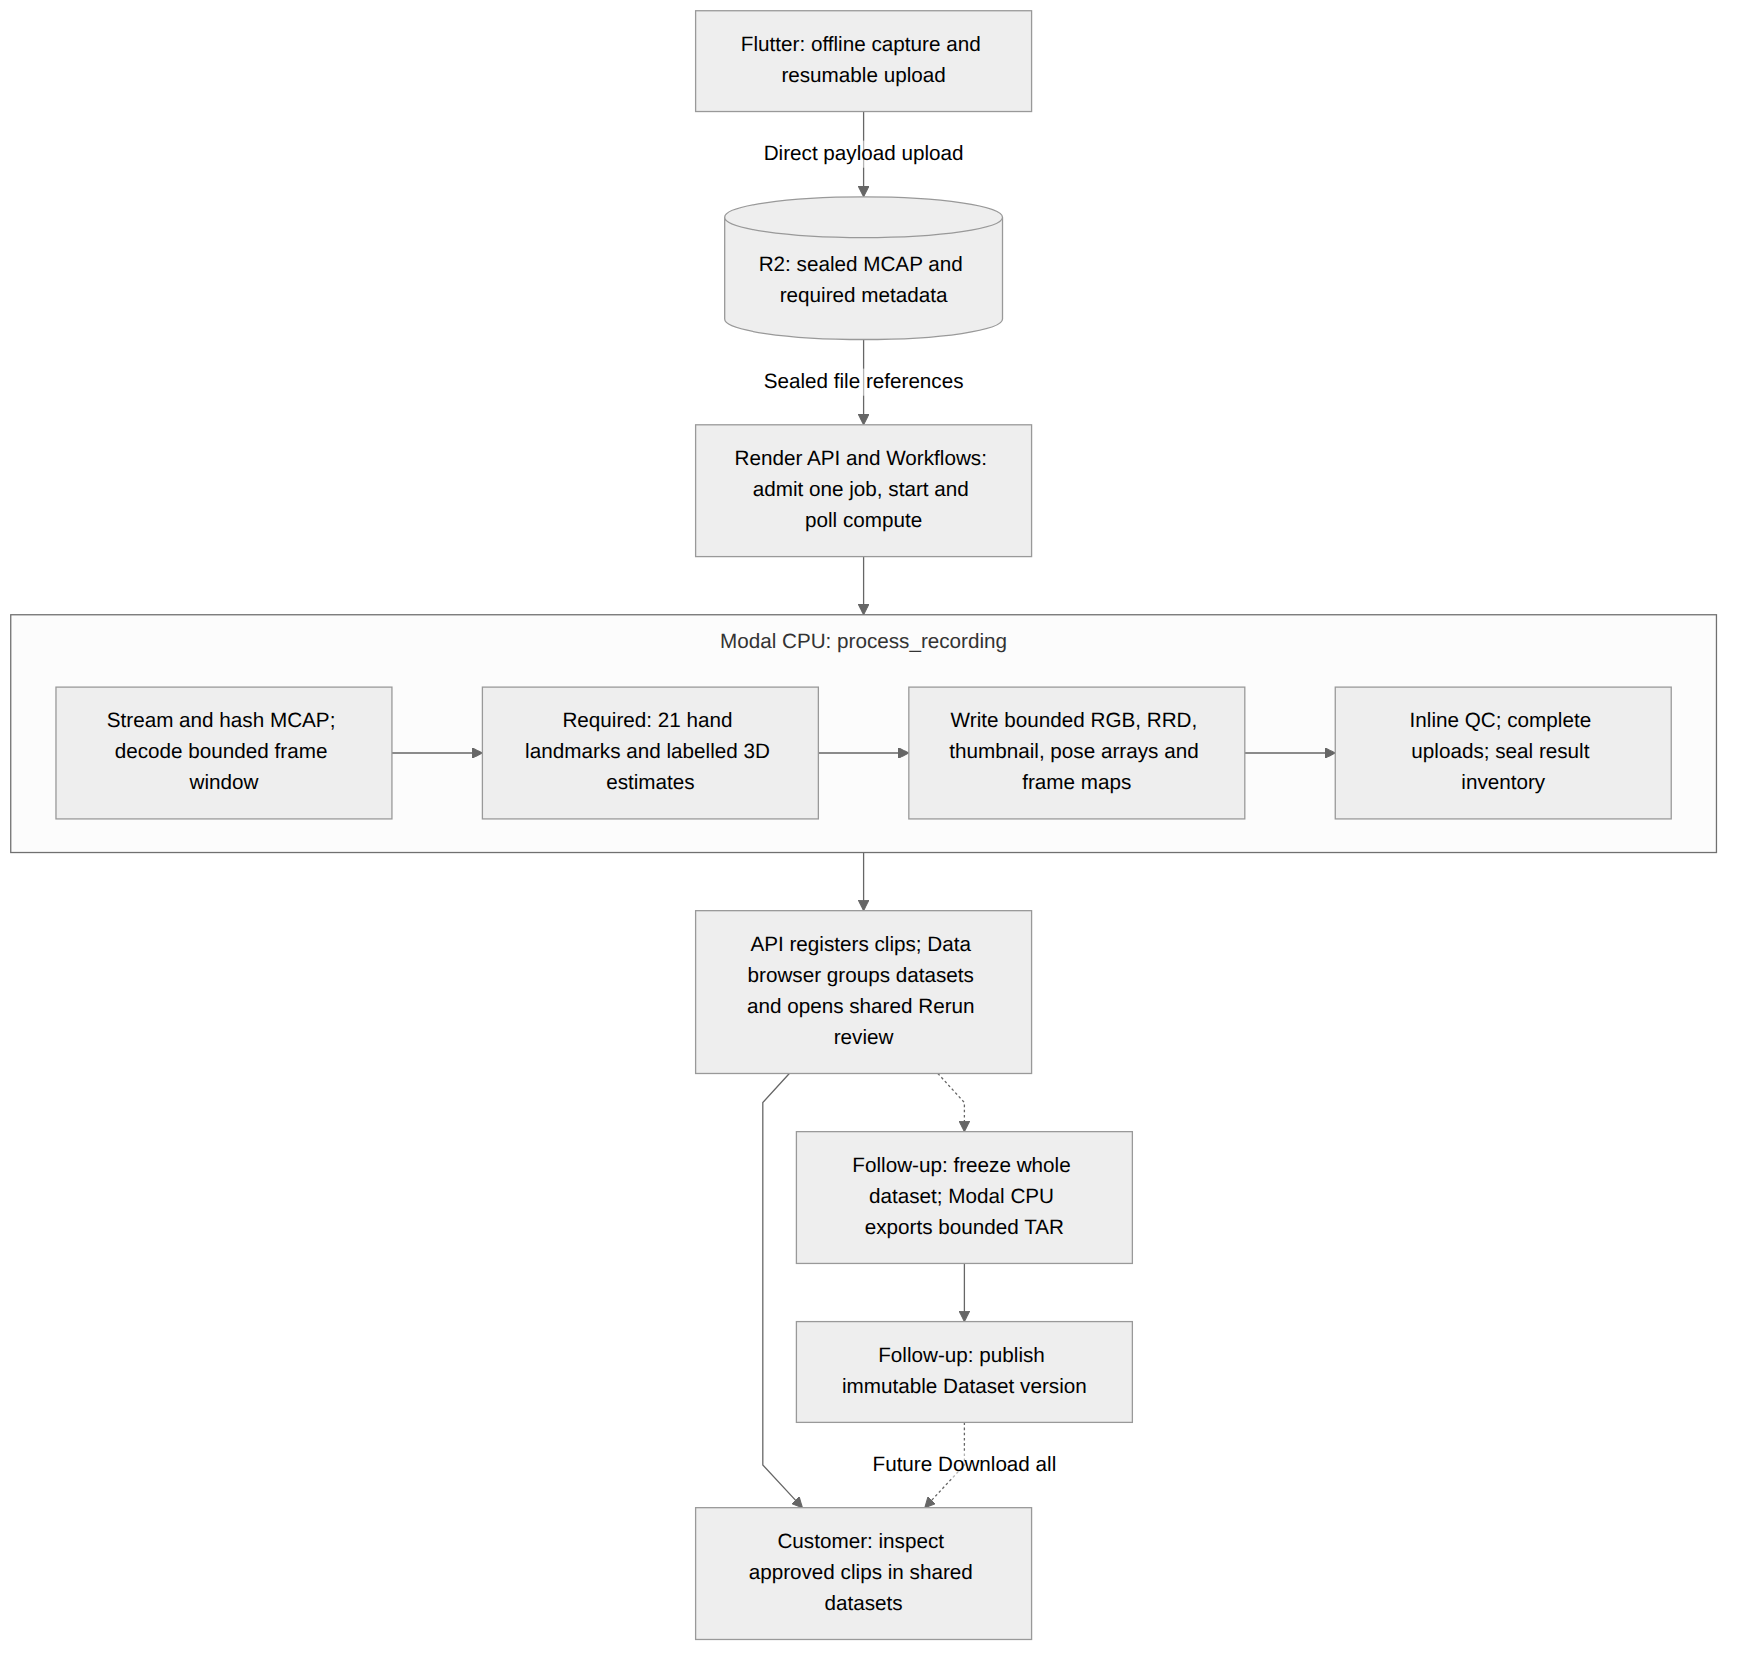 Flutter: offline capture and
resumable upload
Direct payload upload
R2: sealed MCAP and
required metadata
Sealed file references
Render API and Workflows:
admit one job, start and
poll compute
Modal CPU: process_recording
Stream and hash MCAP;
decode bounded frame
window
Required: 21 hand
landmarks and labelled 3D
estimates
Write bounded RGB, RRD,
thumbnail, pose arrays and
frame maps
Inline QC; complete
uploads; seal result
inventory
API registers clips; Data
browser groups datasets
and opens shared Rerun
review
Follow-up: freeze whole
dataset; Modal CPU
exports bounded TAR
Follow-up: publish
immutable Dataset version
Future Download all
Customer: inspect
approved clips in shared
datasets